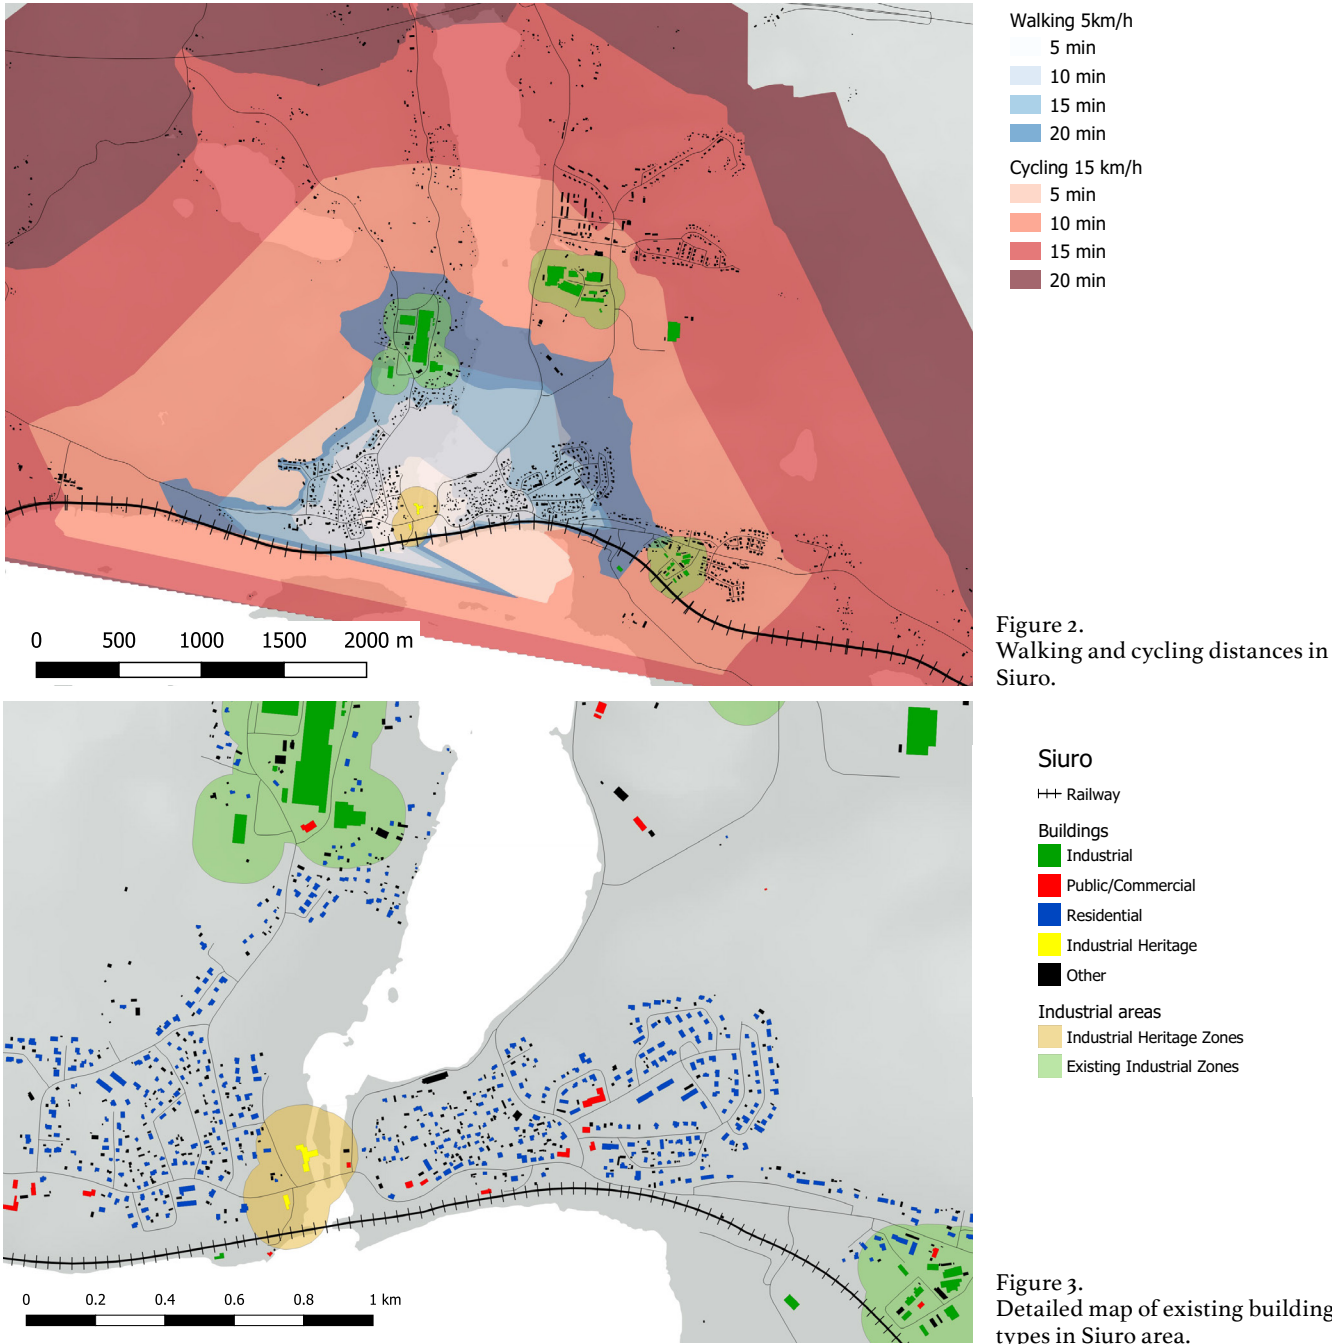 Walking 5km/h
5 min
10 min
15 min
20 min
Cycling 15 km/h
5 min
10 min
15 min
20 min
0 500 1000 1500 2000 m
Figure 2.
Walking and cycling distances in
Siuro.
Siuro
Railway
Buildings
Industrial
Public/Commercial
Residential
Industrial Heritage
Other
Industrial areas
Industrial Heritage Zones
Existing Industrial Zones
0 0.2 0.4 0.6 0.8 1 km
Figure 3.
Detailed map of existing building
types in Siuro area.